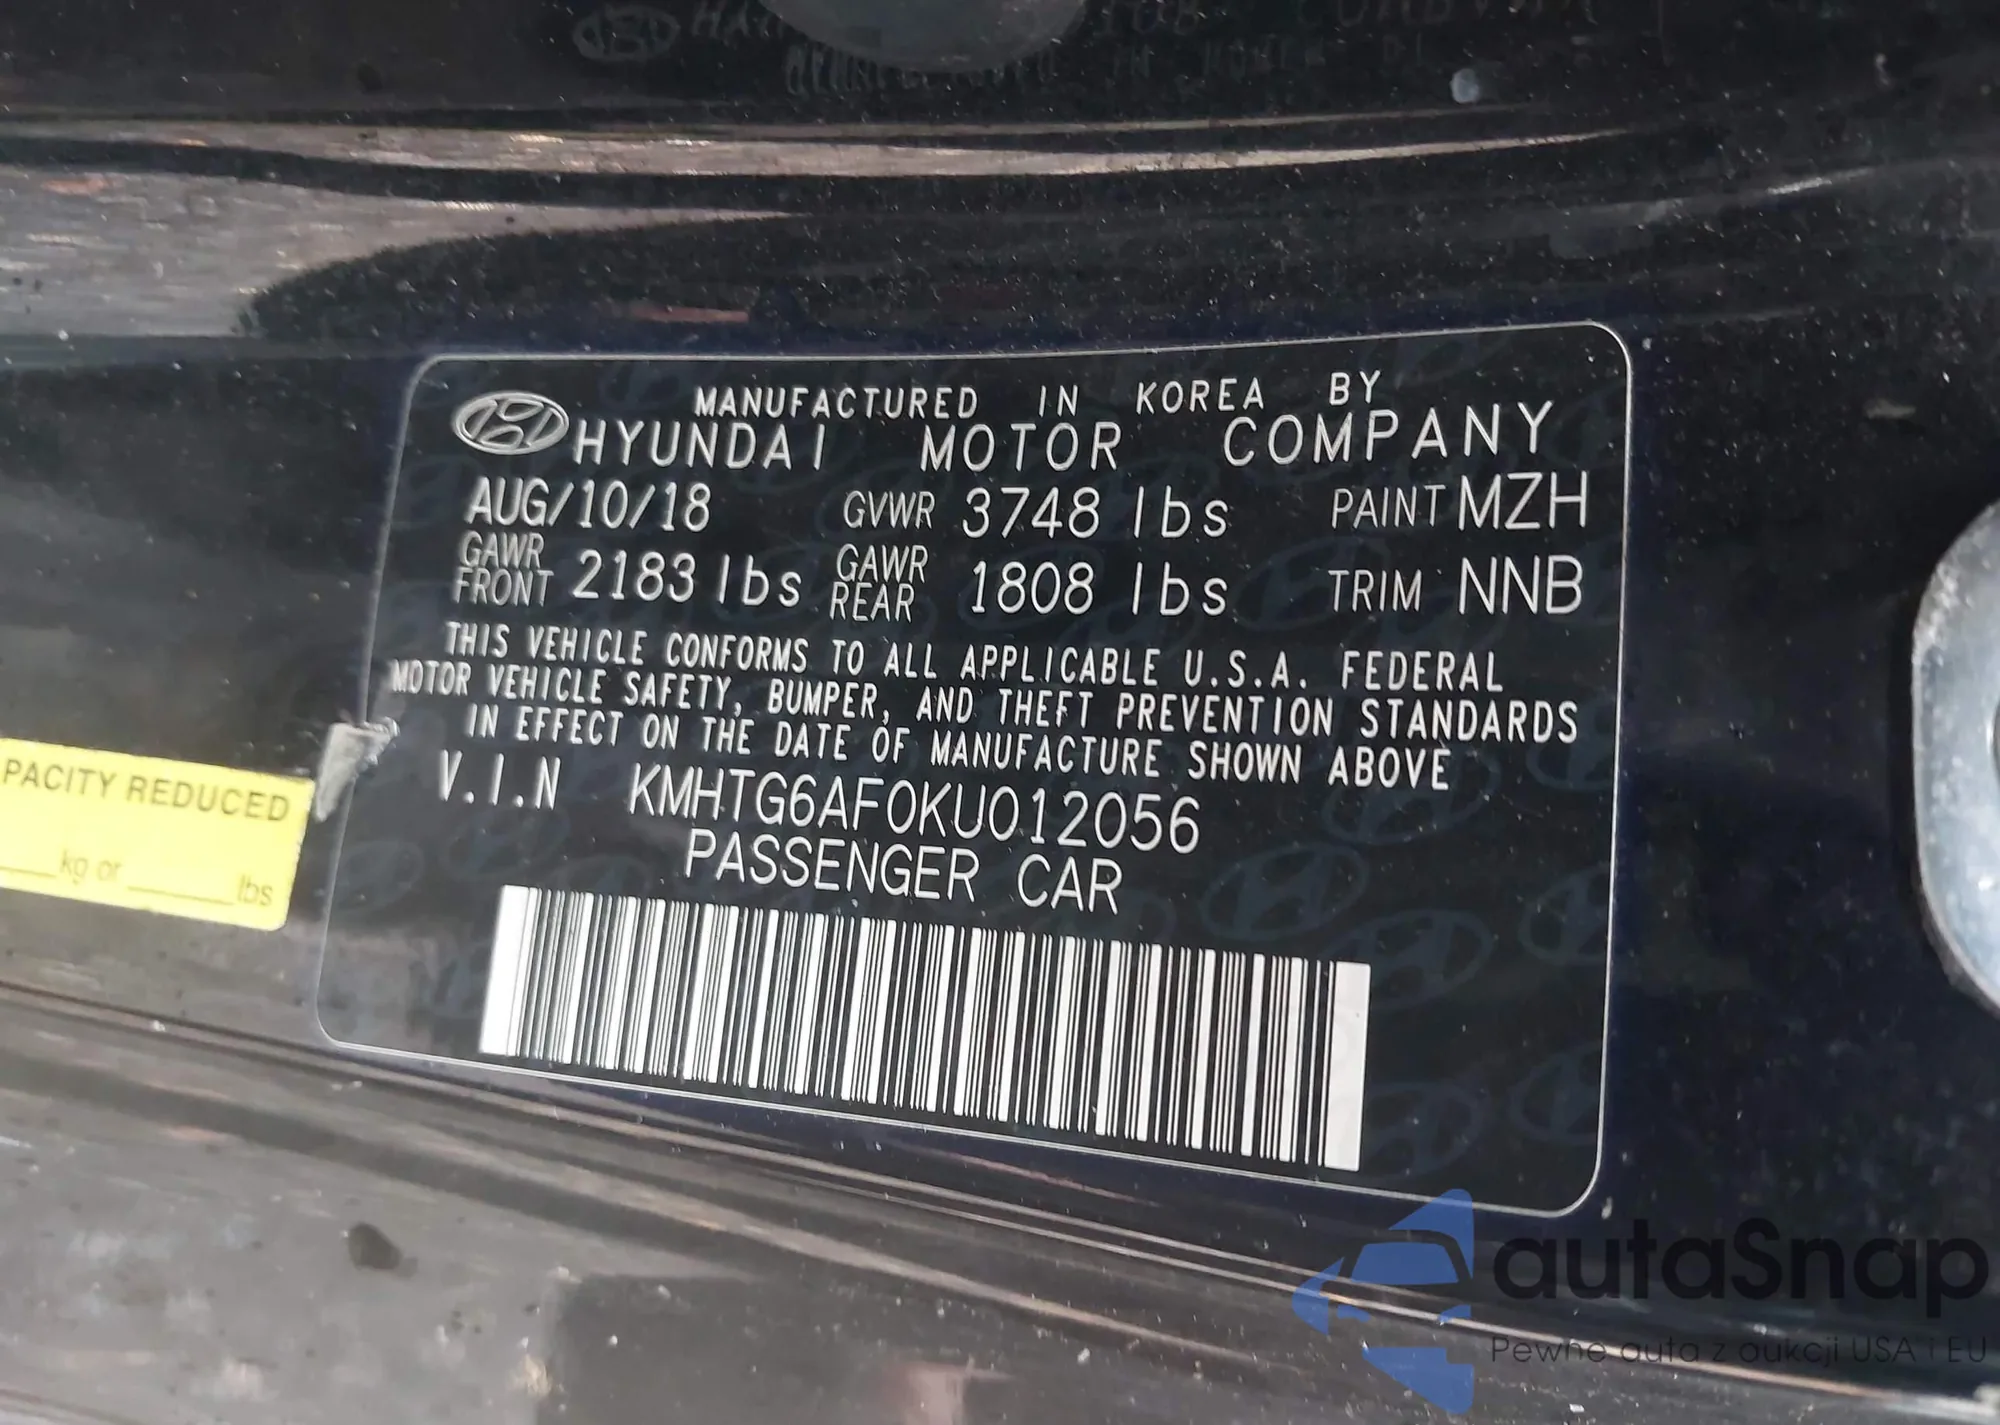 MANUFACTURED IN KOREA BY
HYUNDAI MOTOR COMPANY
AUG/10/18 GVWR 3748 lbs PAINT MZH
GAWR FRONT 2183 lbs GAWR REAR 1808 lbs TRIM NNB
THIS VEHICLE CONFORMS TO ALL APPLICABLE U.S.A. FEDERAL
MOTOR VEHICLE SAFETY, BUMPER, AND THEFT PREVENTION STANDARDS
IN EFFECT ON THE DATE OF MANUFACTURE SHOWN ABOVE
V.I.N KMHTG6AF0KU012056
PASSENGER CAR
PACITY REDUCED
____kg or ______lbs
autaSnap
Pewne auta z aukcji USA i EU